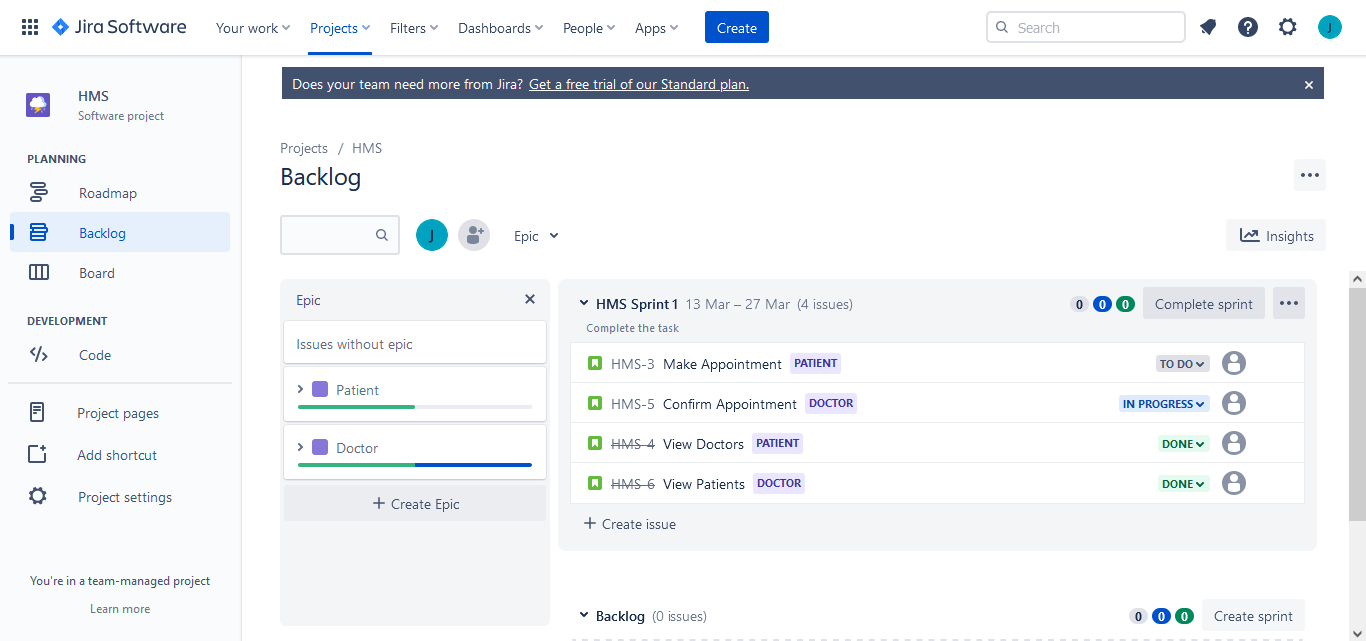 Jira Software Your work Projects Filters Dashboards People Apps Create Search J
Does your team need more from Jira? Get a free trial of our Standard plan.
HMS
Software project
PLANNING
Roadmap
Backlog
Board
DEVELOPMENT
Code
Project pages
Add shortcut
Project settings
You're in a team-managed project
Learn more
Projects / HMS
Backlog
J Epic Insights
Epic
Issues without epic
Patient
Doctor
Create Epic
HMS Sprint 1 13 Mar – 27 Mar (4 issues) 0 0 0 Complete sprint
Complete the task
HMS-3 Make Appointment PATIENT TO DO
HMS-5 Confirm Appointment DOCTOR IN PROGRESS
HMS-4 View Doctors PATIENT DONE
HMS-6 View Patients DOCTOR DONE
Create issue
Backlog (0 issues) 0 0 0 Create sprint